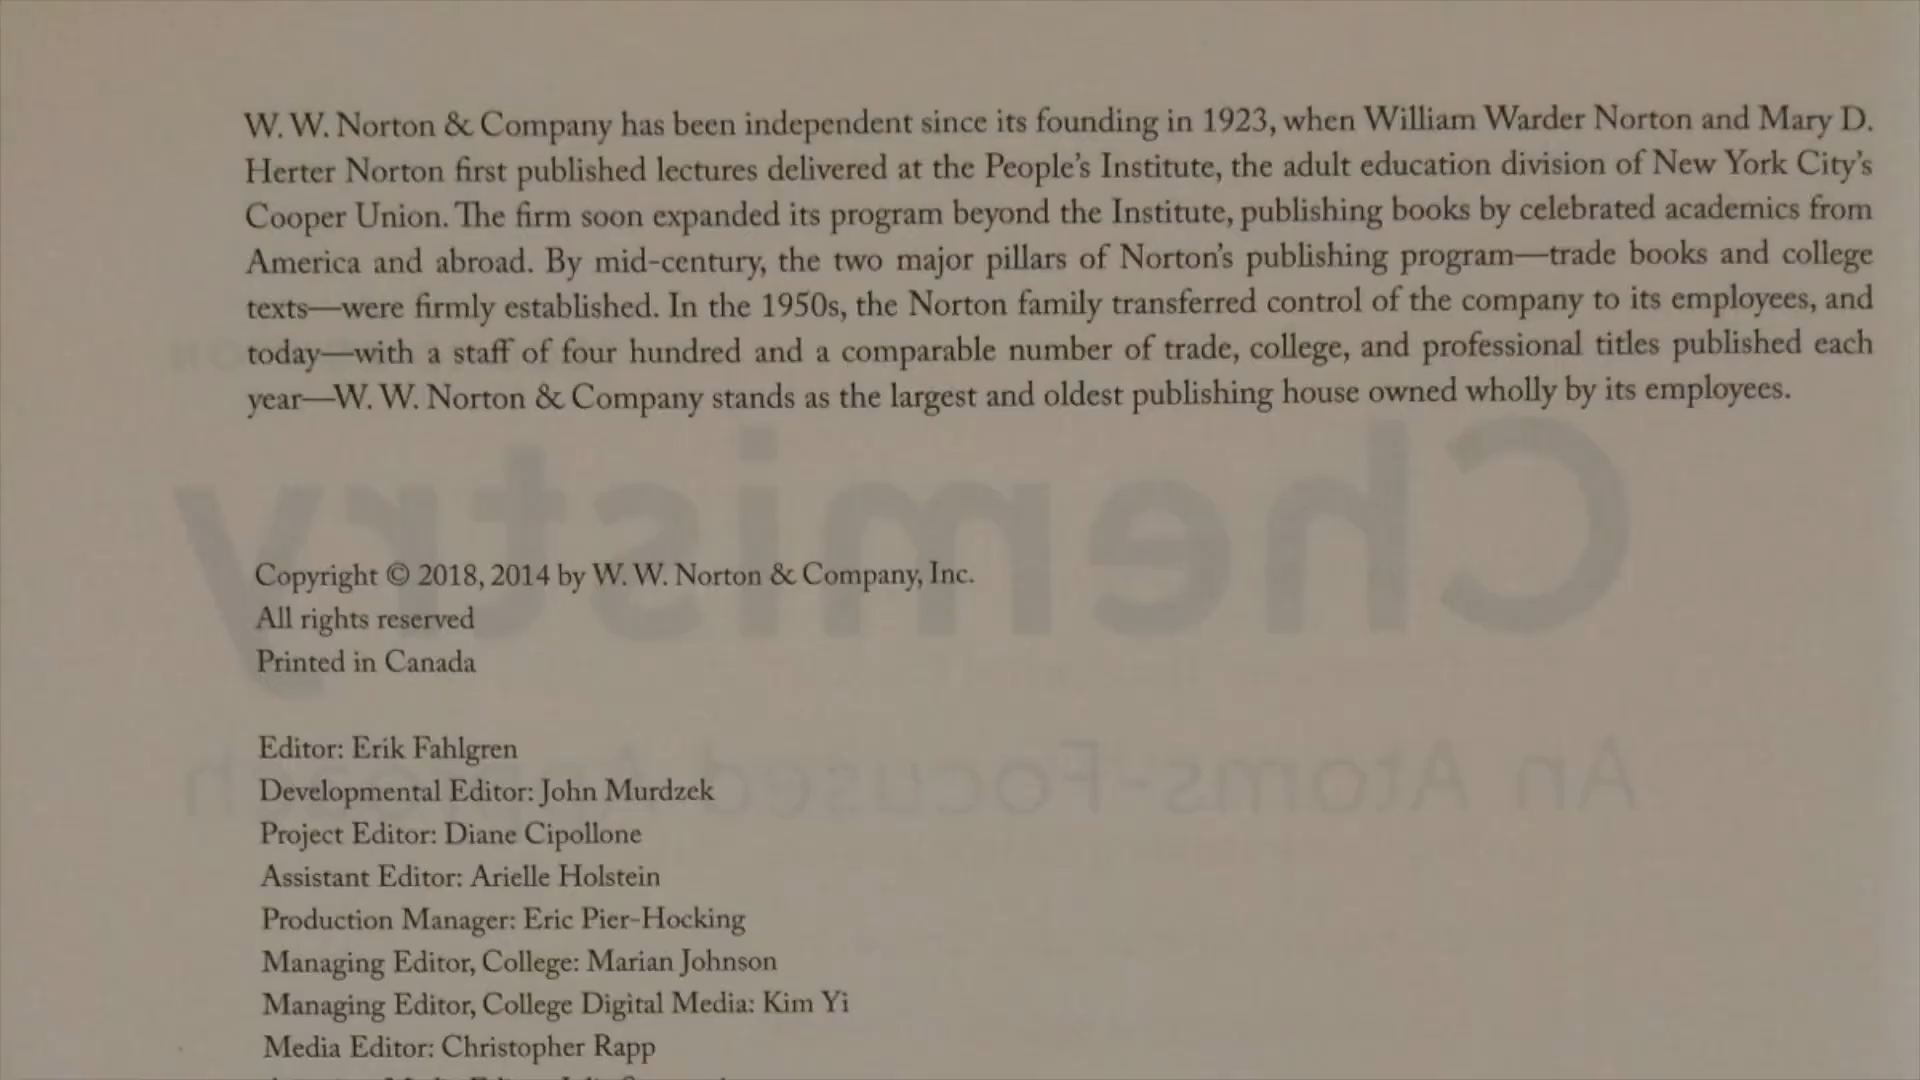 W. W. Norton & Company has been independent since its founding in 1923, when William Warder Norton and Mary D.
Herter Norton first published lectures delivered at the People’s Institute, the adult education division of New York City’s
Cooper Union. The firm soon expanded its program beyond the Institute, publishing books by celebrated academics from
America and abroad. By mid-century, the two major pillars of Norton’s publishing program—trade books and college
texts—were firmly established. In the 1950s, the Norton family transferred control of the company to its employees, and
today—with a staff of four hundred and a comparable number of trade, college, and professional titles published each
year—W. W. Norton & Company stands as the largest and oldest publishing house owned wholly by its employees.
Chemistry
Copyright © 2018, 2014 by W. W. Norton & Company, Inc.
All rights reserved
Printed in Canada
An Atoms-Focused
Editor: Erik Fahlgren
Developmental Editor: John Murdzek
Project Editor: Diane Cipollone
Assistant Editor: Arielle Holstein
Production Manager: Eric Pier-Hocking
Managing Editor, College: Marian Johnson
Managing Editor, College Digital Media: Kim Yi
Media Editor: Christopher Rapp